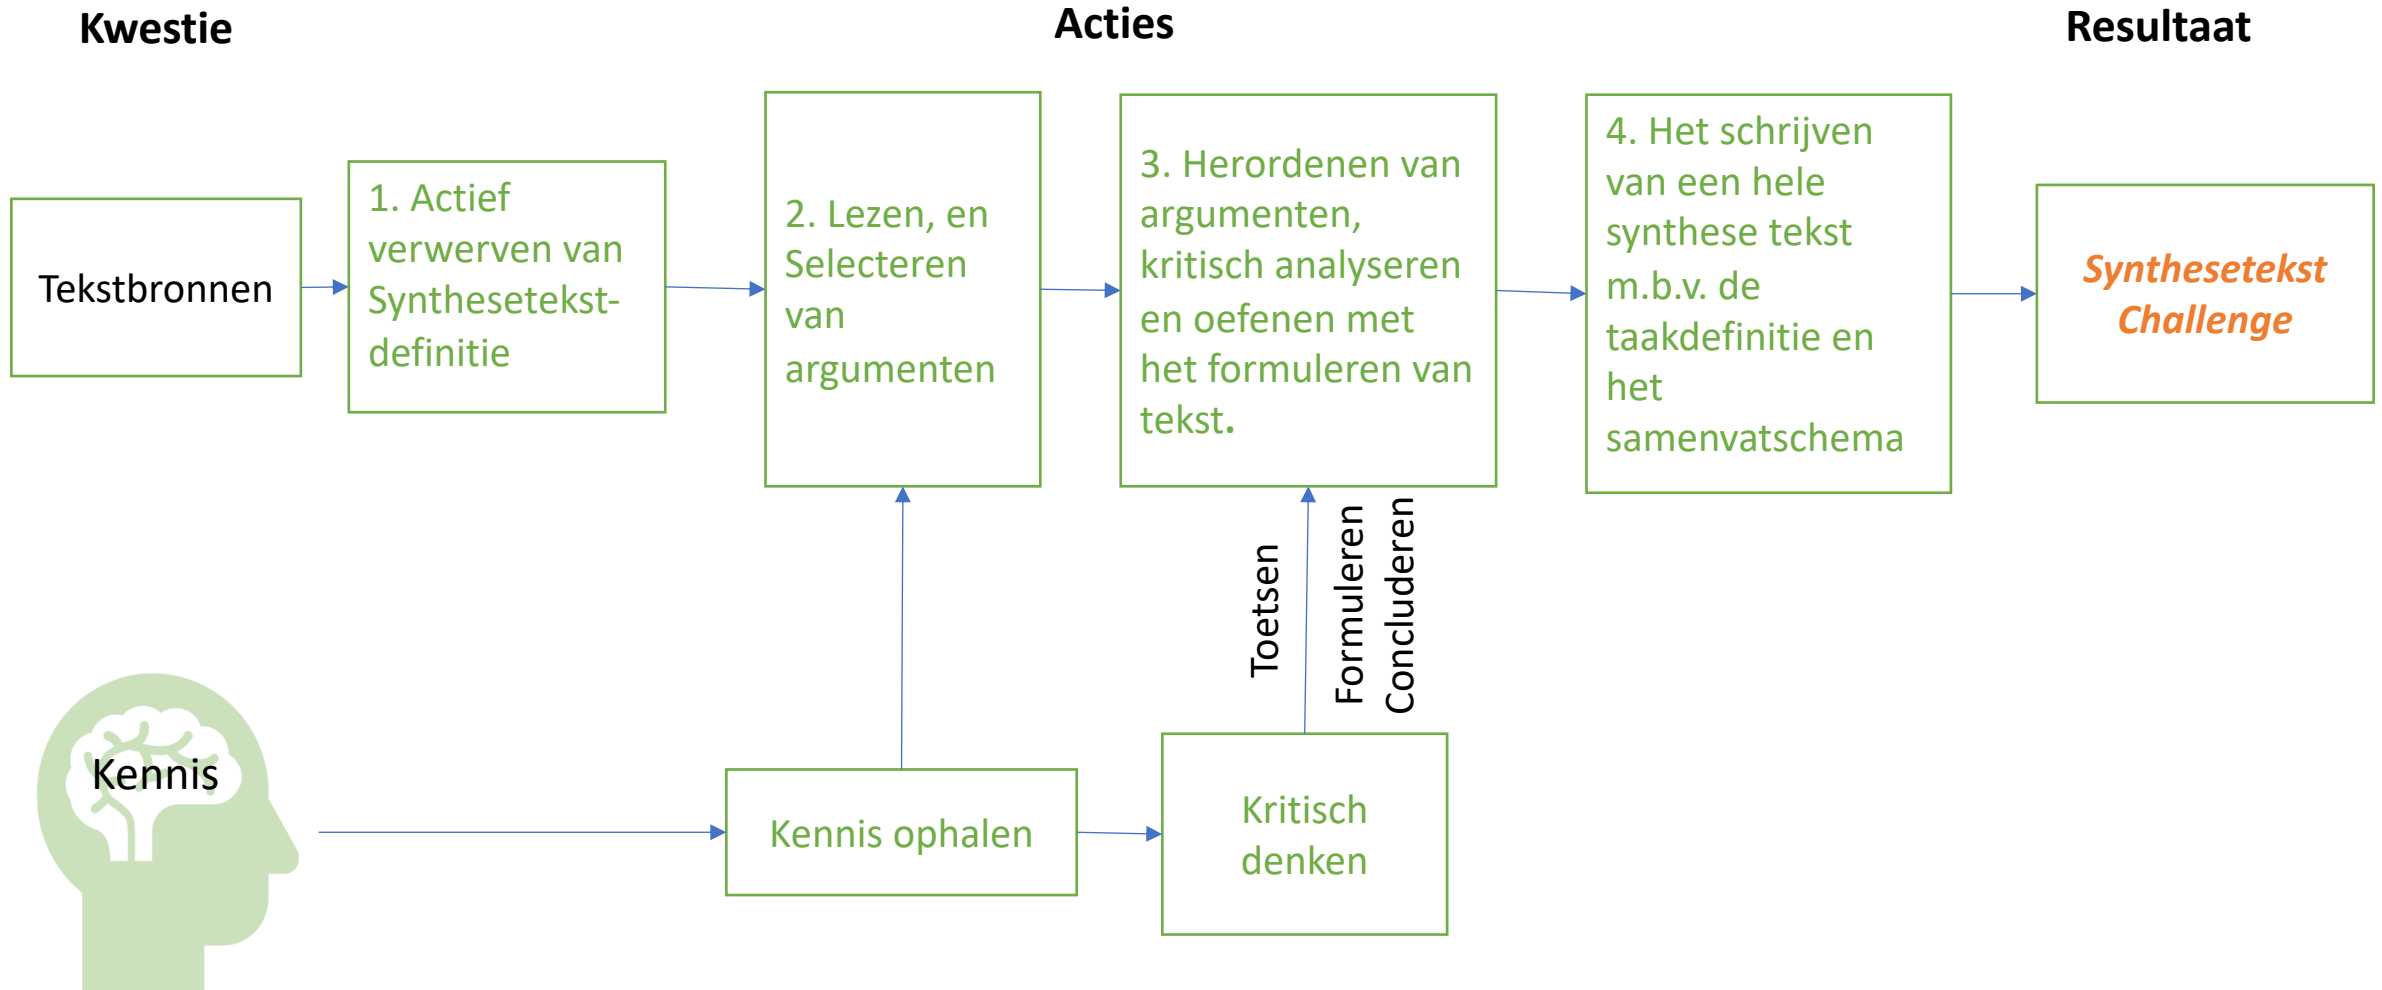 Kwestie
Acties
Resultaat
Tekstbronnen
1. Actief
verwerven van
Synthesetekst-
definitie
2. Lezen, en
Selecteren
van
argumenten
3. Herordenen van
argumenten,
kritisch analyseren
en oefenen met
het formuleren van
tekst.
4. Het schrijven
van een hele
synthese tekst
m.b.v. de
taakdefinitie en
het
samenvatschema
Synthesetekst
Challenge
Toetsen
Formuleren
Concluderen
Kennis
Kennis ophalen
Kritisch
denken